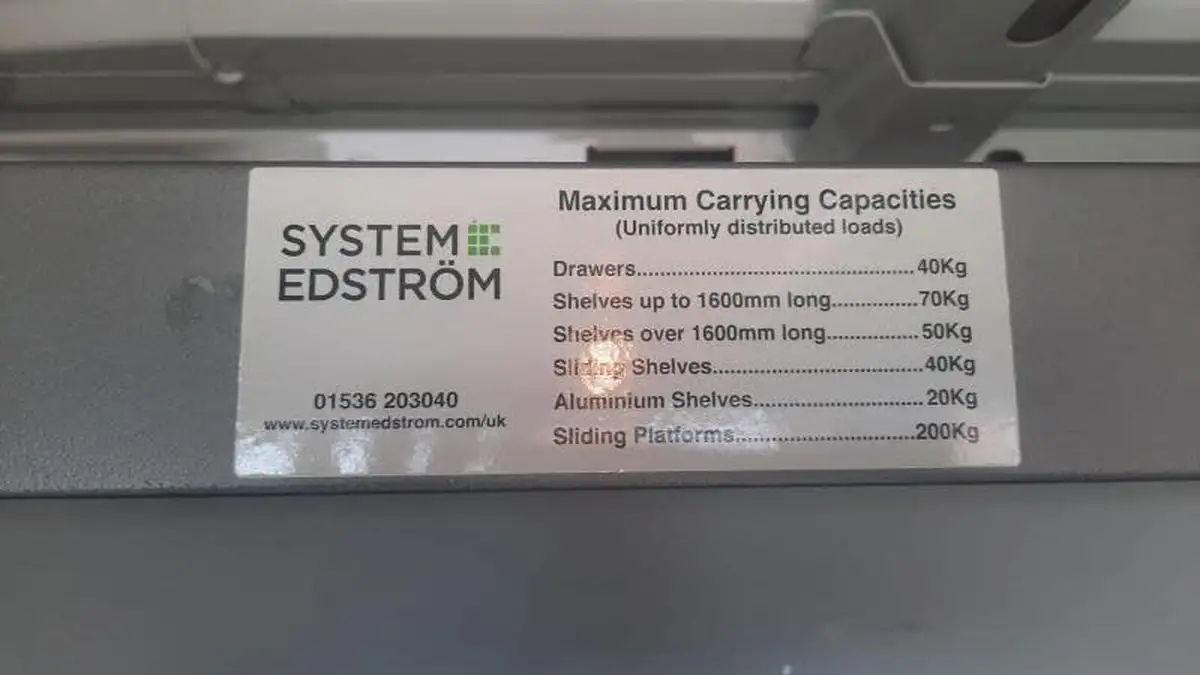 SYSTEM
EDSTRÖM
01536 203040
www.systemedstrom.com/uk
Maximum Carrying Capacities
(Uniformly distributed loads)
Drawers................................................40Kg
Shelves up to 1600mm long...............70Kg
Shelves over 1600mm long................50Kg
Sliding Shelves.....................................40Kg
Aluminium Shelves..............................20Kg
Sliding Platforms................................200Kg